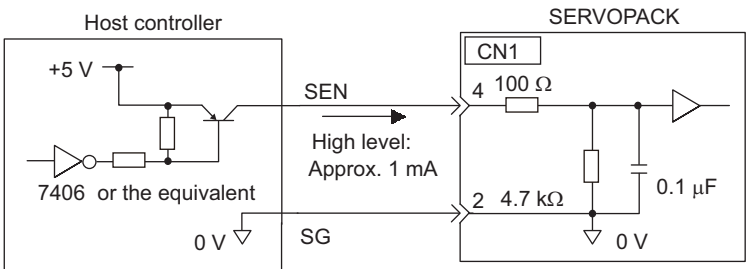 Host controller
SERVOPACK
CN1
+5 V
SEN
4
100 Ω
High level:
Approx. 1 mA
7406 or the equivalent
0 V
SG
2
4.7 kΩ
0.1 μF
0 V